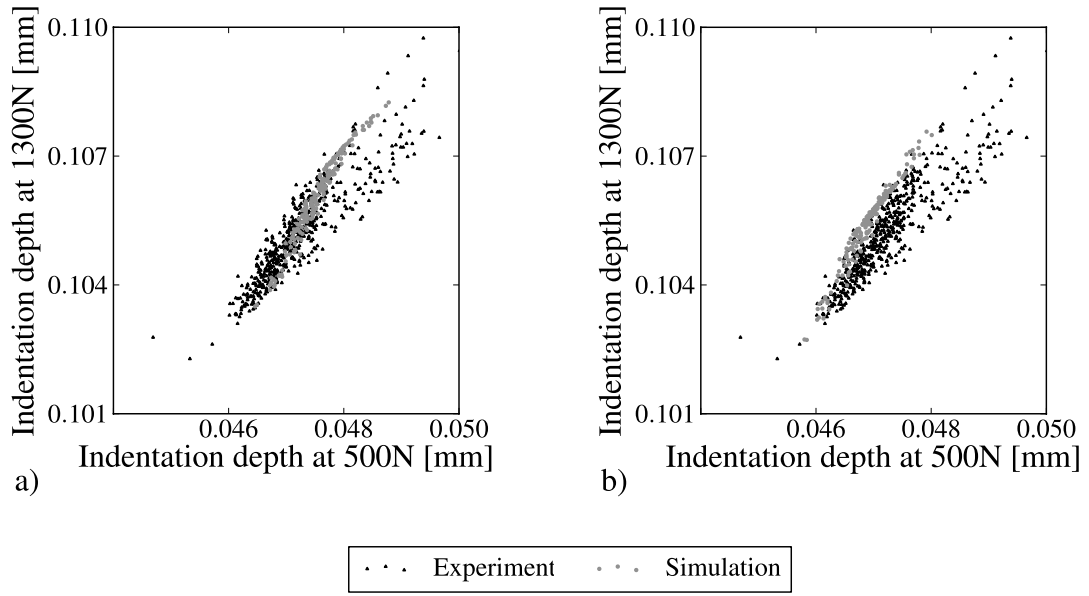 0.110
0.107
0.104
0.101
0.046 0.048 0.050
Indentation depth at 1300N [mm]
Indentation depth at 500N [mm]
a)
0.110
0.107
0.104
0.101
0.046 0.048 0.050
Indentation depth at 1300N [mm]
Indentation depth at 500N [mm]
b)
Experiment Simulation